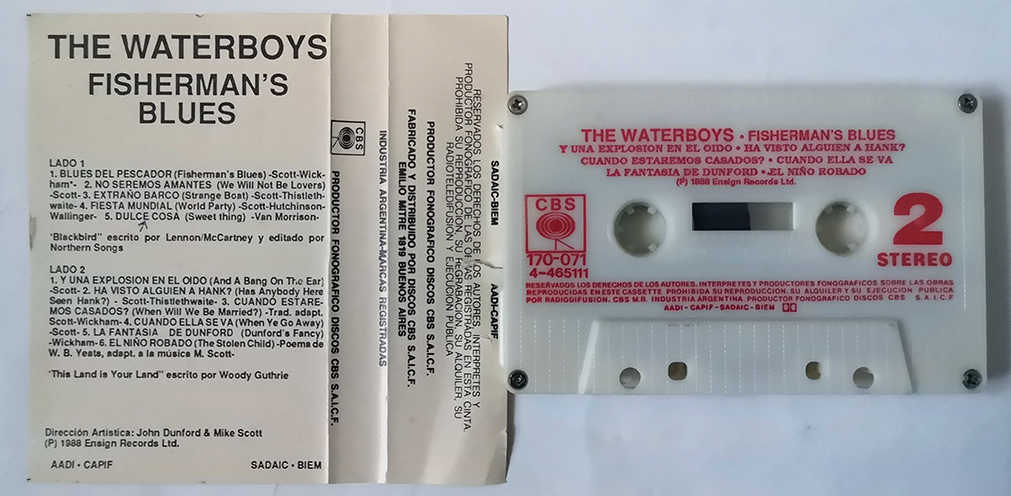 THE WATERBOYS
FISHERMAN'S
BLUES
LADO 1
1. BLUES DEL PESCADOR (Fisherman's Blues) -Scott-Wick-
ham"- 2. NO SEREMOS AMANTES (We Will Not Be Lovers)
-Scott- 3. EXTRAÑO BARCO (Strange Boat) -Scott-Thistleth-
waite- 4. FIESTA MUNDIAL (World Party) -Scott-Hutchinson-
Wallinger- 5. DULCE COSA (Sweet thing) -Van Morrison-
"Blackbird" escrito por Lennon/McCartney y editado por
Northern Songs
LADO 2
1. Y UNA EXPLOSION EN EL OIDO (And A Bang On The Ear)
-Scott- 2. HA VISTO ALGUIEN A HANK? (Has Anybody Here
Seen Hank?) - Scott-Thistlethwaite- 3. CUANDO ESTARE-
MOS CASADOS? (When Will We Be Married?) -Trad. adapt.
Scott-Wickham- 4. CUANDO ELLA SE VA (When Ye Go Away)
-Scott- 5. LA FANTASIA DE DUNFORD (Dunford's Fancy)
-Wickham- 6. EL NIÑO ROBADO (The Stolen Child) -Poema de
W. B. Yeats, adapt. a la música M. Scott-
"This Land is Your Land" escrito por Woody Guthrie
Dirección Artística: John Dunford & Mike Scott
(P) 1988 Ensign Records Ltd.
AADI - CAPIF SADAIC - BIEM
CBS
PRODUCTOR FONOGRAFICO DISCOS CBS S.A.I.C.F.
INDUSTRIA ARGENTINA-MARCAS REGISTRADAS
FABRICADO Y DISTRIBUIDO POR DISCOS CBS S.A.I.C.F.
EMILIO MITRE 1819 BUENOS AIRES
PRODUCTOR FONOGRAFICO DISCOS CBS S.A.I.C.F.
RESERVADOS LOS DERECHOS DE LOS AUTORES, INTERPRETES Y
PRODUCTOR FONOGRAFICO DE LAS OBRAS REGISTRADAS EN ESTA CINTA.
PROHIBIDA SU REPRODUCCION, SU REGRABACION, SU ALQUILER, SU
RADIOTELEDIFUSION Y EJECUCION PUBLICA
SADAIC-BIEM AADI-CAPIF
THE WATERBOYS • FISHERMAN'S BLUES
Y UNA EXPLOSION EN EL OIDO • HA VISTO ALGUIEN A HANK?
CUANDO ESTAREMOS CASADOS? • CUANDO ELLA SE VA
LA FANTASIA DE DUNFORD • EL NIÑO ROBADO
(P) 1988 Ensign Records Ltd.
CBS
170-071
4-465111
2
STEREO
RESERVADOS LOS DERECHOS DE LOS AUTORES. INTERPRETES Y PRODUCTORES FONOGRAFICOS SOBRE LAS OBRAS
REPRODUCIDAS EN ESTE CASSETTE PROHIBIDA SU REPRODUCCION. SU ALQUILER Y SU EJECUCION PUBLICA
POR RADIODIFUSION. CBS M.R. INDUSTRIA ARGENTINA. PRODUCTOR FONOGRAFICO DISCOS CBS S.A.I.C.F
AADI - CAPIF - SADAIC - BIEM